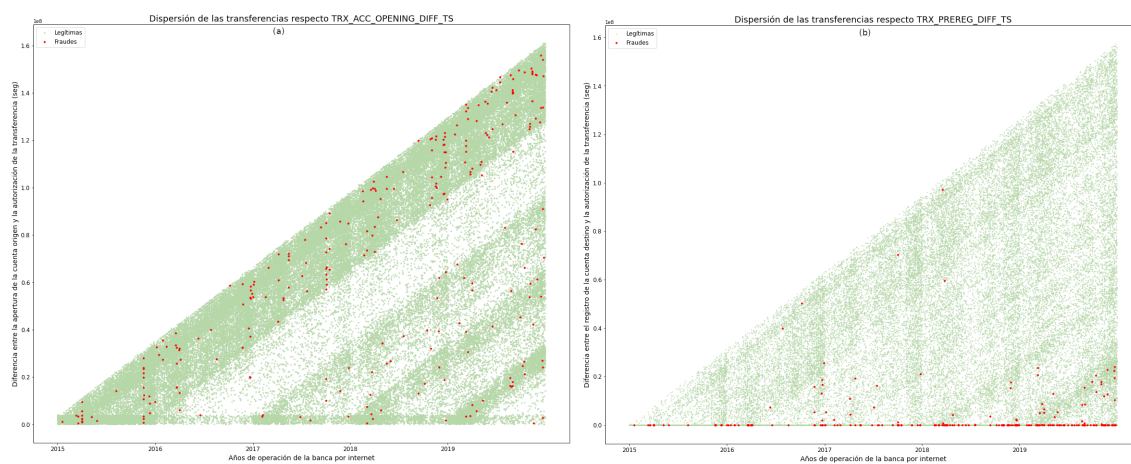 Dispersión de las transferencias respecto TRX_ACC_OPENING_DIFF_TS
1e8
(a)
Legítimas
Fraudes
Diferencia entre la apertura de la cuenta origen y la autorización de la transferencia (seg)
1.6
1.4
1.2
1.0
0.8
0.6
0.4
0.2
0.0
2015 2016 2017 2018 2019
Años de operación de la banca por internet
Dispersión de las transferencias respecto TRX_PREREG_DIFF_TS
1e8
(b)
Legítimas
Fraudes
Diferencia entre el registro de la cuenta destino y la autorización de la transferencia (seg)
1.6
1.4
1.2
1.0
0.8
0.6
0.4
0.2
0.0
2015 2016 2017 2018 2019
Años de operación de la banca por internet